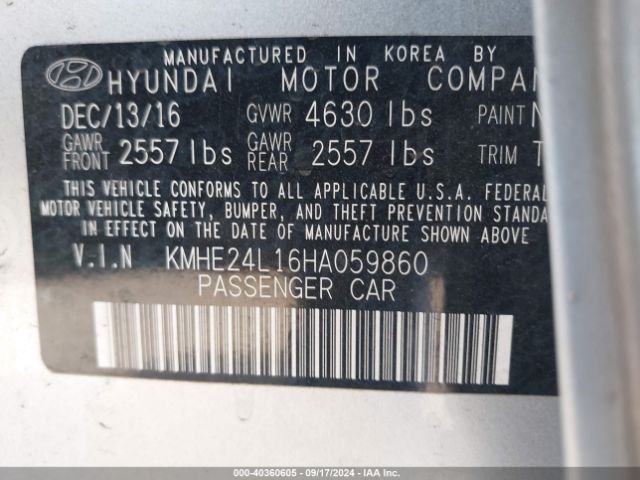 MANUFACTURED IN KOREA BY
HYUNDAI MOTOR COMPAN
DEC/13/16 GVWR 4630 lbs PAINT N
GAWR FRONT 2557 lbs GAWR REAR 2557 lbs TRIM T
THIS VEHICLE CONFORMS TO ALL APPLICABLE U.S.A. FEDERAL
MOTOR VEHICLE SAFETY, BUMPER, AND THEFT PREVENTION STANDA
IN EFFECT ON THE DATE OF MANUFACTURE SHOWN ABOVE
V.I.N KMHE24L16HA059860
PASSENGER CAR
000-40360605 - 09/17/2024 - IAA Inc.